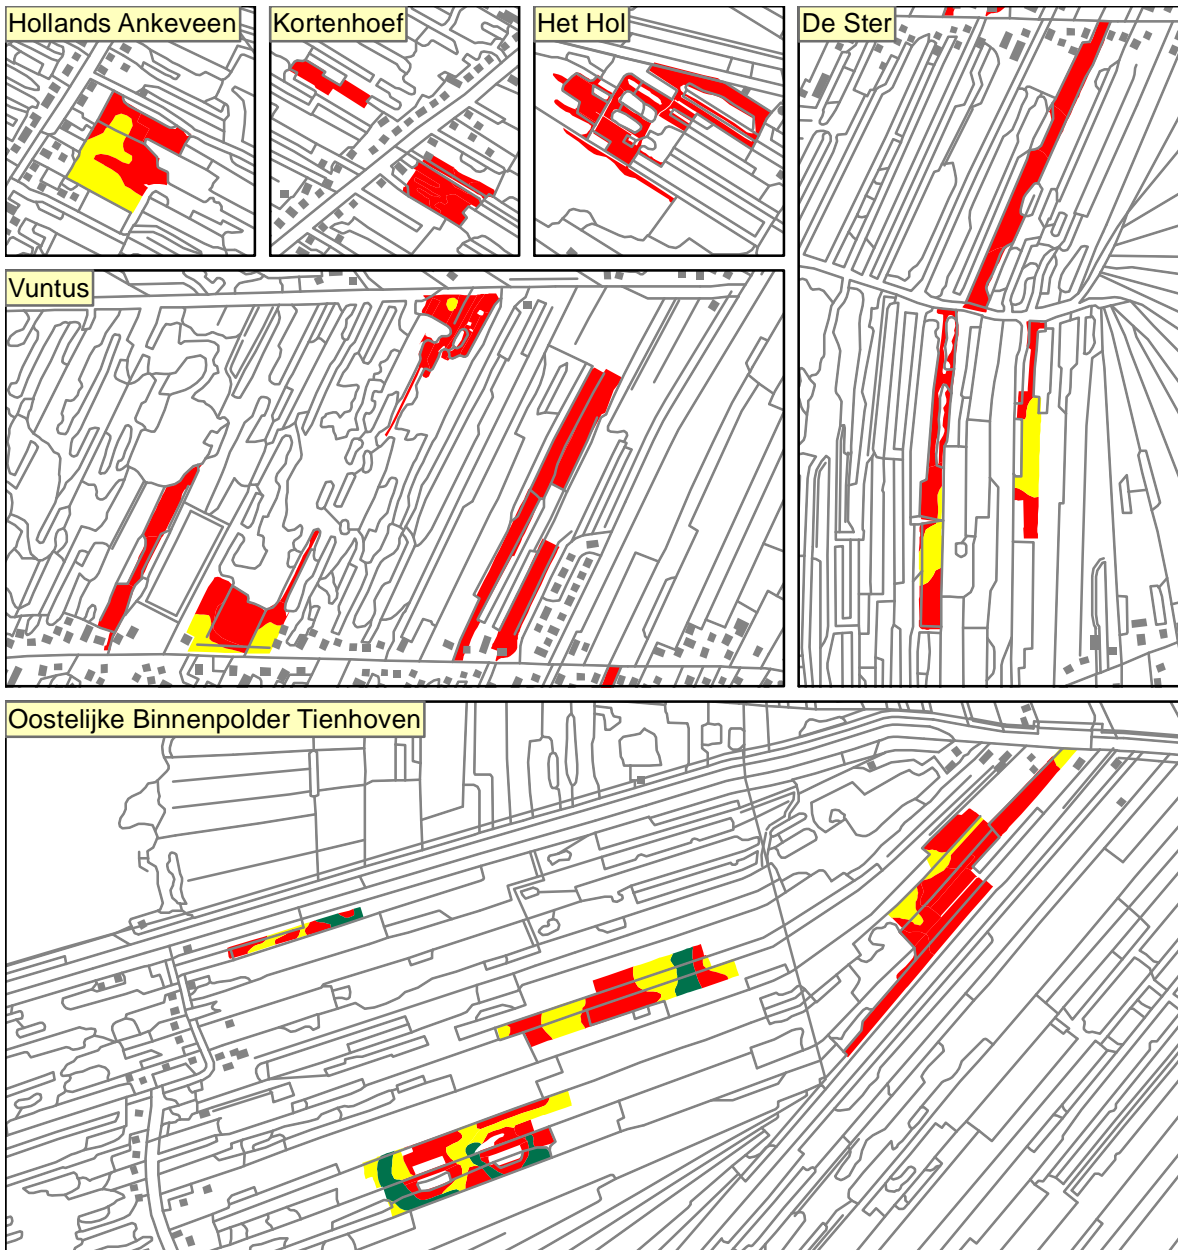 Hollands Ankeveen
Kortenhoef
Het Hol
De Ster
Vuntus
Oostelijke Binnenpolder Tienhoven